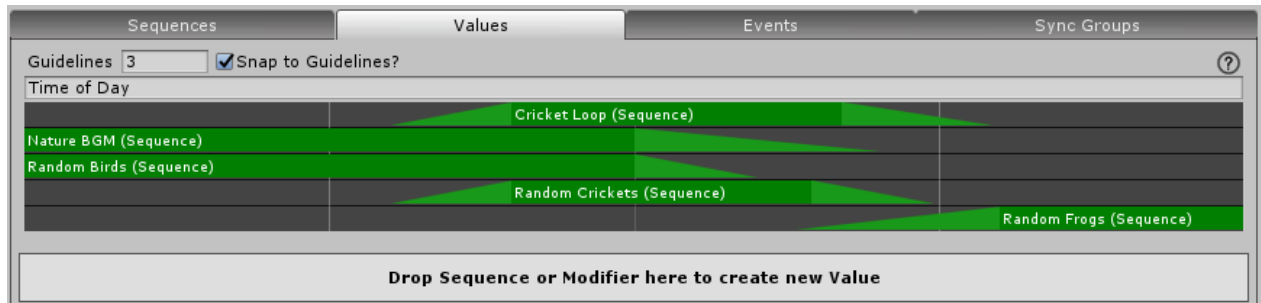 Sequences Values Events Sync Groups
Guidelines 3 Snap to Guidelines? ?
Time of Day
Cricket Loop (Sequence)
Nature BGM (Sequence)
Random Birds (Sequence)
Random Crickets (Sequence)
Random Frogs (Sequence)
Drop Sequence or Modifier here to create new Value